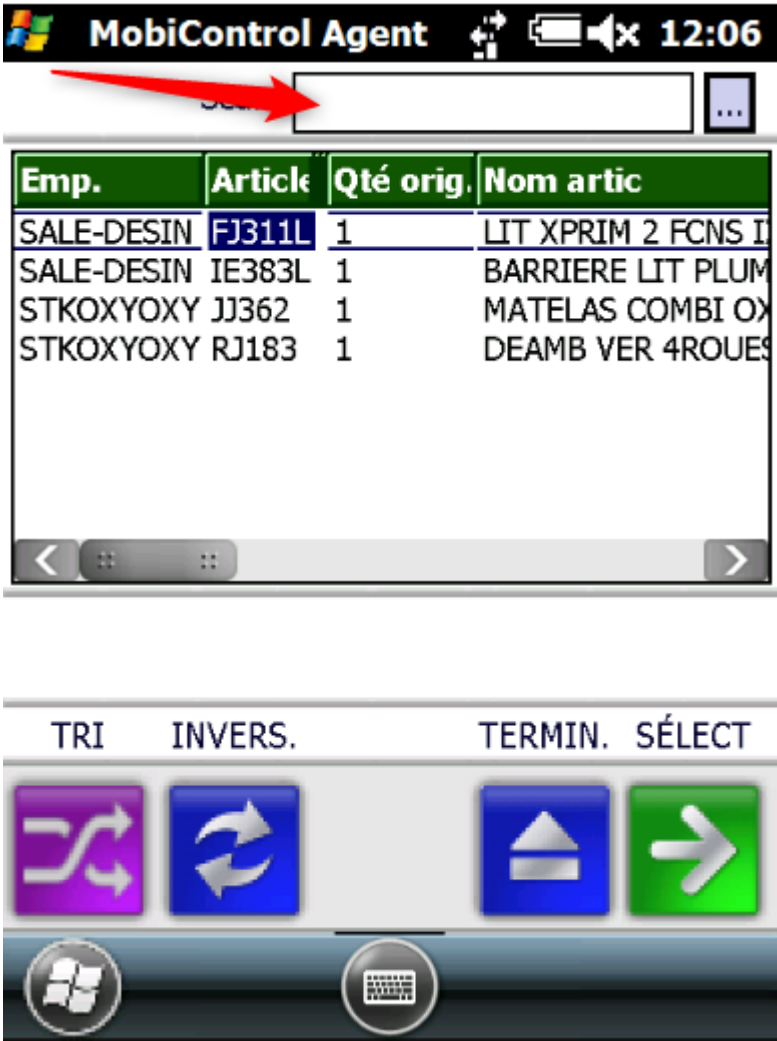 MobiControl Agent 12:06
...
Emp. Article Qté orig. Nom artic
SALE-DESIN FJ311L 1 LIT XPRIM 2 FCNS
SALE-DESIN IE383L 1 BARRIERE LIT PLUM
STKOXYOXY JJ362 1 MATELAS COMBI OX
STKOXYOXY RJ183 1 DEAMB VER 4ROUES
TRI INVERS. TERMIN. SÉLECT